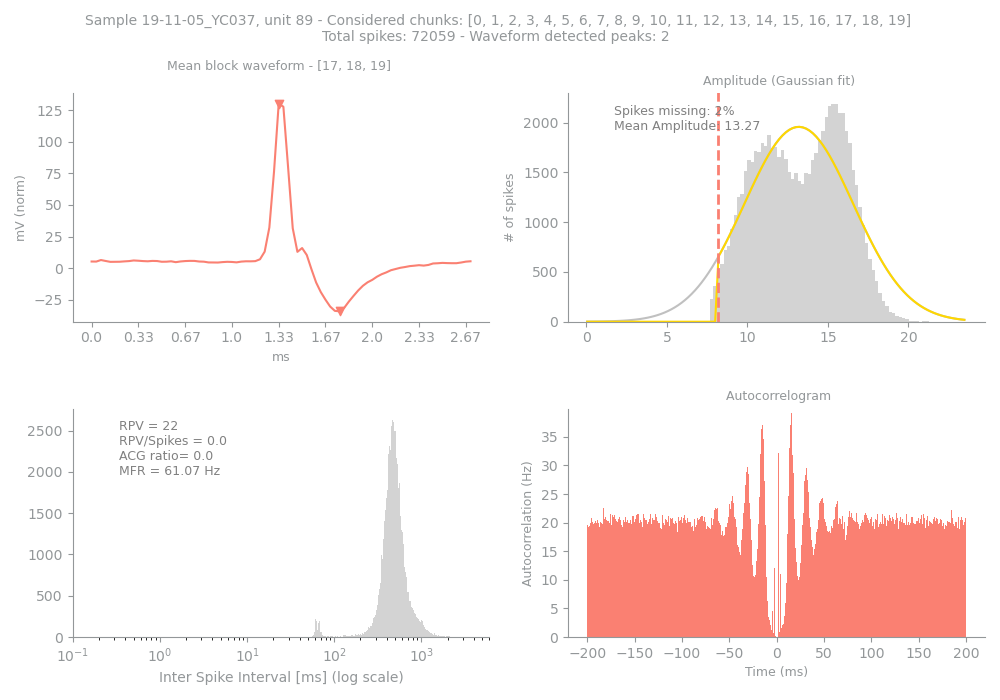 Sample 19-11-05_YC037, unit 89 - Considered chunks: [0, 1, 2, 3, 4, 5, 6, 7, 8, 9, 10, 11, 12, 13, 14, 15, 16, 17, 18, 19]
Total spikes: 72059 - Waveform detected peaks: 2
Mean block waveform - [17, 18, 19]
mV (norm)
125
100
75
50
25
0
−25
0.0 0.33 0.67 1.0 1.33 1.67 2.0 2.33 2.67
ms
Amplitude (Gaussian fit)
Spikes missing: 2%
Mean Amplitude: 13.27
# of spikes
2000
1500
1000
500
0
0 5 10 15 20
RPV = 22
RPV/Spikes = 0.0
ACG ratio= 0.0
MFR = 61.07 Hz
2500
2000
1500
1000
500
0
10⁻¹ 10⁰ 10¹ 10² 10³
Inter Spike Interval [ms] (log scale)
Autocorrelogram
Autocorrelation (Hz)
35
30
25
20
15
10
5
0
−200 −150 −100 −50 0 50 100 150 200
Time (ms)